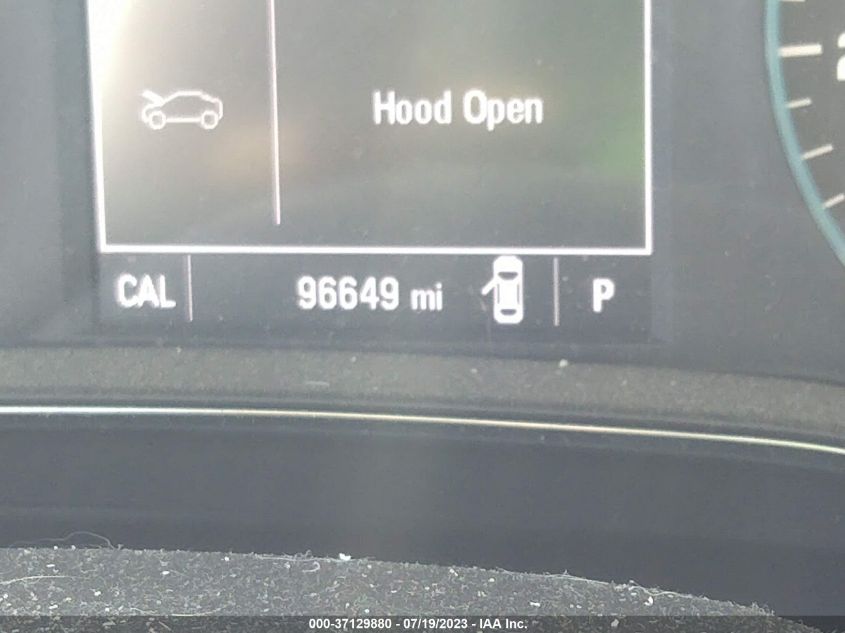 Hood Open
CAL 96649 mi P
000-37129880 - 07/19/2023 - IAA Inc.